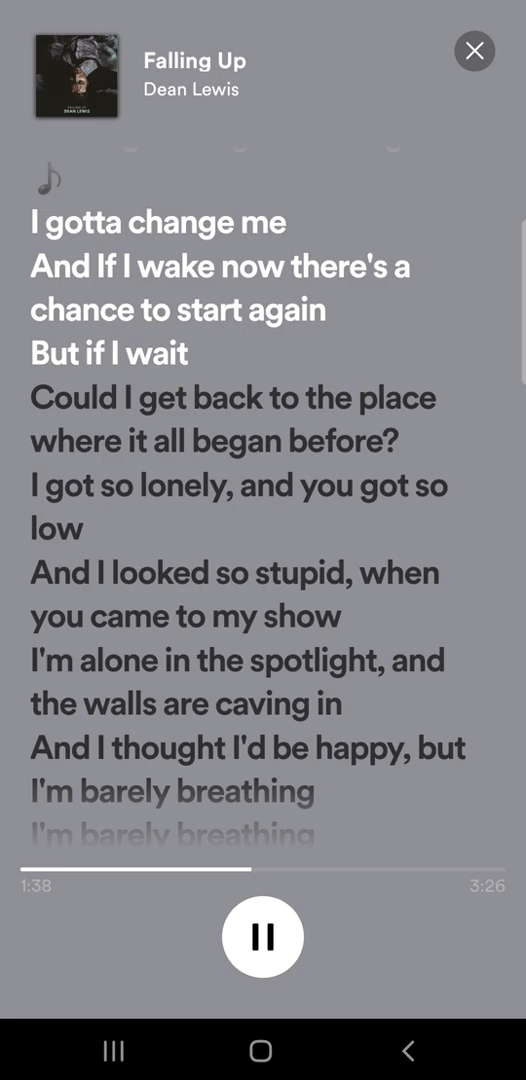 Falling Up
Dean Lewis
I gotta change me
And If I wake now there's a
chance to start again
But if I wait
Could I get back to the place
where it all began before?
I got so lonely, and you got so
low
And I looked so stupid, when
you came to my show
I'm alone in the spotlight, and
the walls are caving in
And I thought I'd be happy, but
I'm barely breathing
I'm barely breathing
1:38
3:26